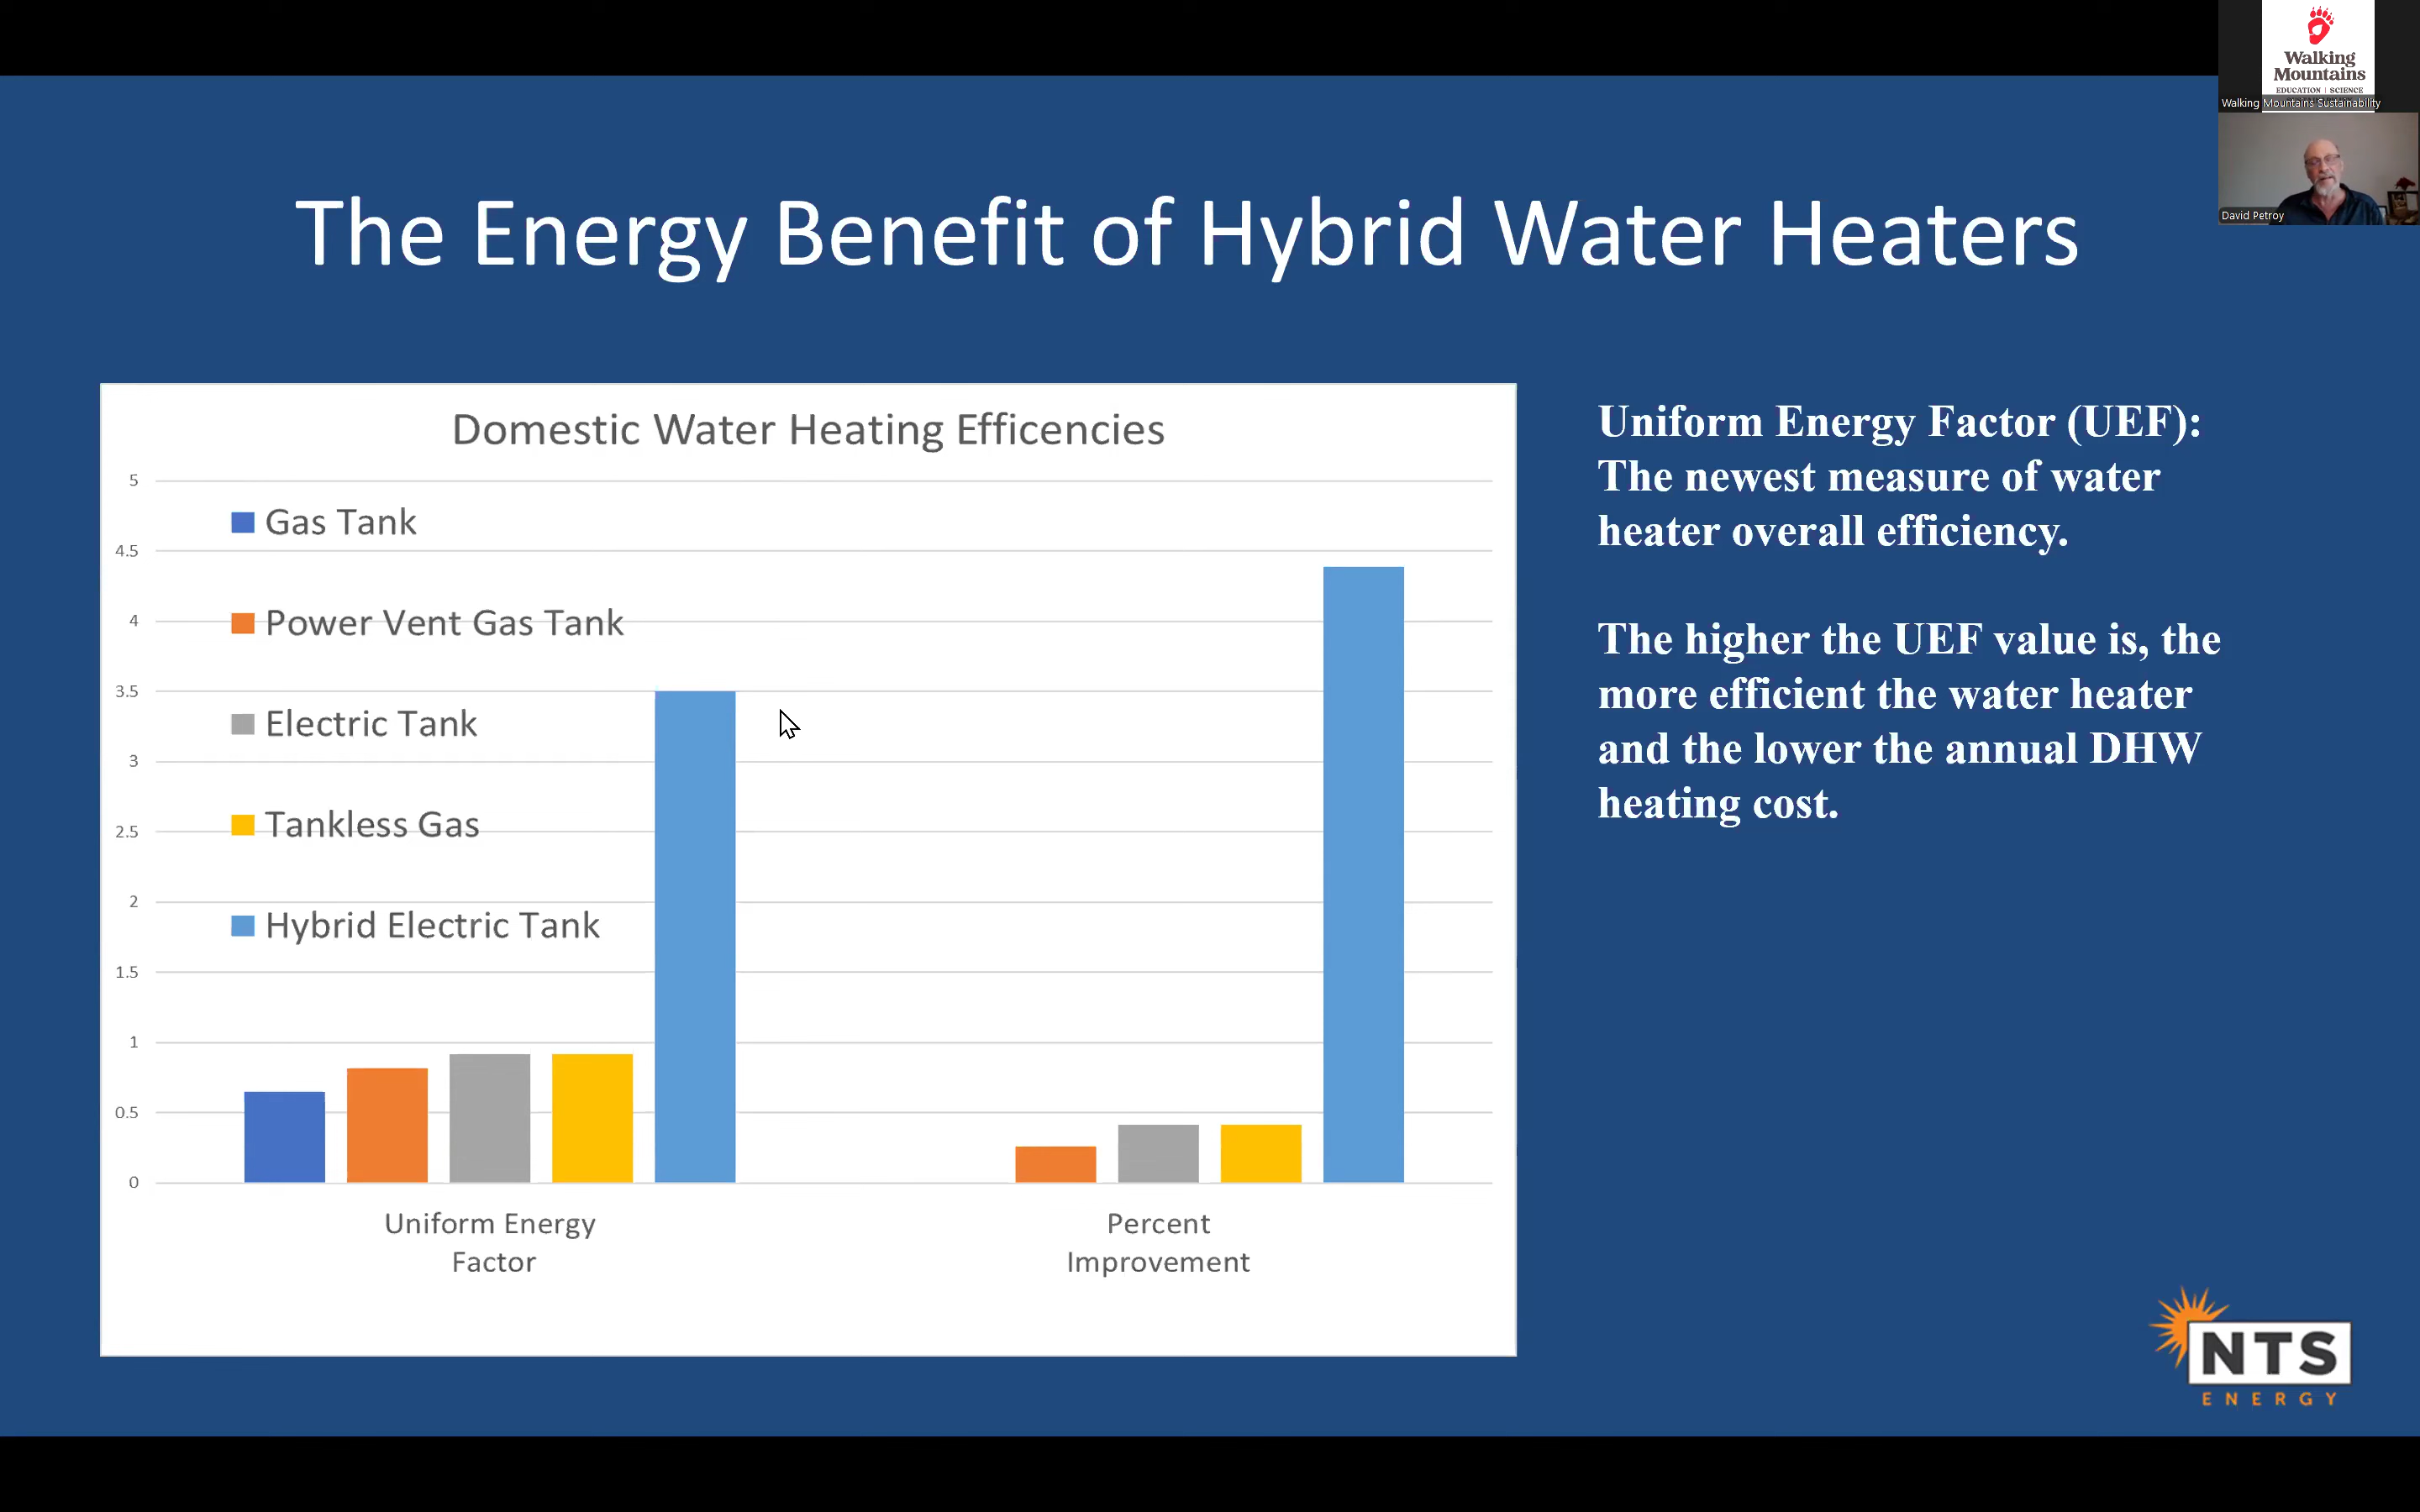 Walking
Mountains
EDUCATION | SCIENCE
Walking Mountains Sustainability
David Petroy
The Energy Benefit of Hybrid Water Heaters
Domestic Water Heating Efficencies
5
4.5
4
3.5
3
2.5
2
1.5
1
0.5
0
Gas Tank
Power Vent Gas Tank
Electric Tank
Tankless Gas
Hybrid Electric Tank
Uniform Energy
Factor
Percent
Improvement
Uniform Energy Factor (UEF):
The newest measure of water
heater overall efficiency.
The higher the UEF value is, the
more efficient the water heater
and the lower the annual DHW
heating cost.
NTS
ENERGY